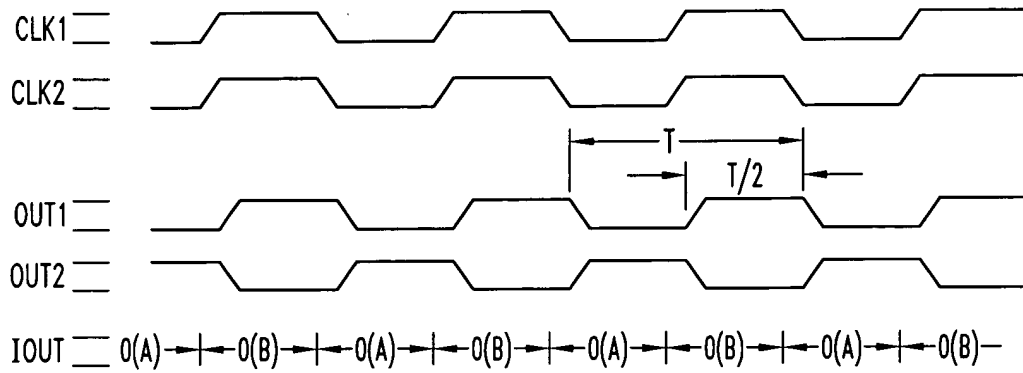 CLK1
CLK2
T
T/2
OUT1
OUT2
IOUT 0(A) 0(B) 0(A) 0(B) 0(A) 0(B) 0(A) 0(B)